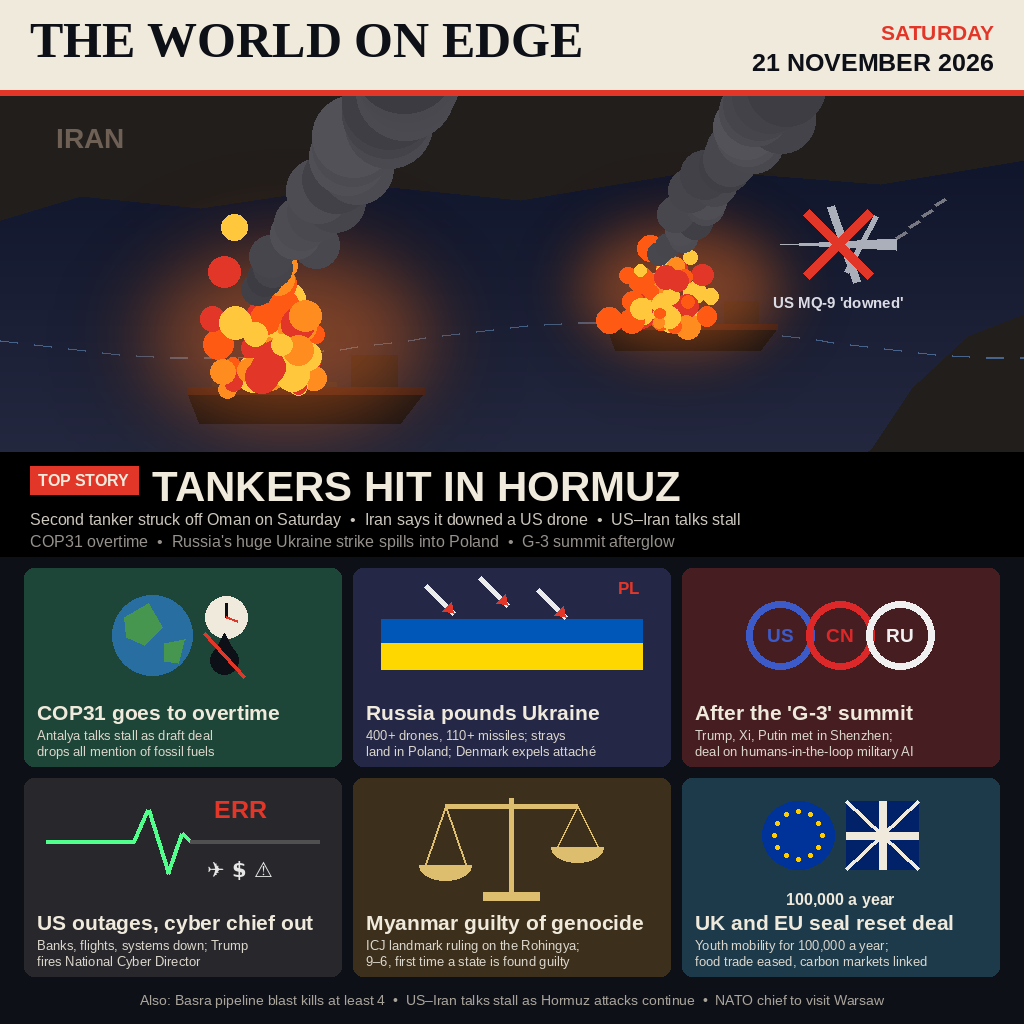 THE WORLD ON EDGE
SATURDAY
21 NOVEMBER 2026
IRAN
US MQ-9 'downed'
TOP STORY
TANKERS HIT IN HORMUZ
Second tanker struck off Oman on Saturday • Iran says it downed a US drone • US–Iran talks stall
COP31 overtime • Russia's huge Ukraine strike spills into Poland • G-3 summit afterglow
COP31 goes to overtime
Antalya talks stall as draft deal
drops all mention of fossil fuels
PL
Russia pounds Ukraine
400+ drones, 110+ missiles; strays
land in Poland; Denmark expels attaché
US CN RU
After the 'G-3' summit
Trump, Xi, Putin met in Shenzhen;
deal on humans-in-the-loop military AI
ERR
✈ $ ⚠
US outages, cyber chief out
Banks, flights, systems down; Trump
fires National Cyber Director
Myanmar guilty of genocide
ICJ landmark ruling on the Rohingya;
9–6, first time a state is found guilty
100,000 a year
UK and EU seal reset deal
Youth mobility for 100,000 a year;
food trade eased, carbon markets linked
Also: Basra pipeline blast kills at least 4 • US–Iran talks stall as Hormuz attacks continue • NATO chief to visit Warsaw